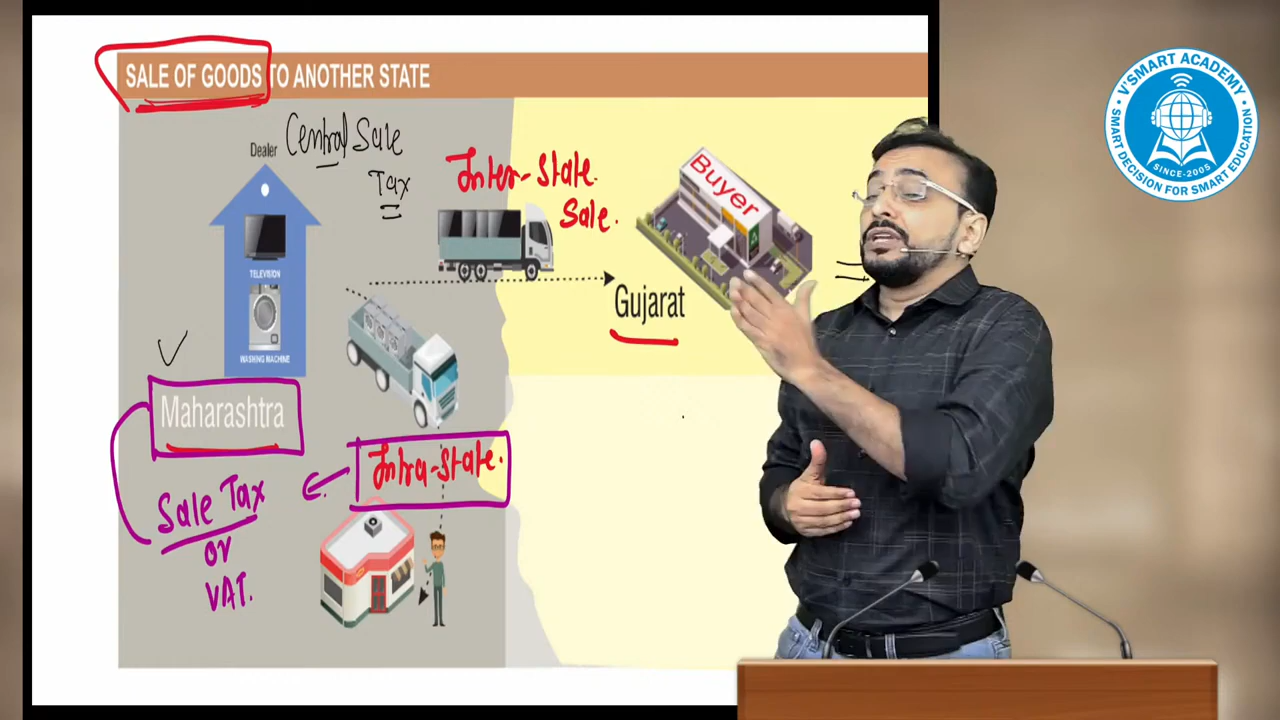 SALE OF GOODS TO ANOTHER STATE
Dealer
Central Sale
Tax
Inter-State
Sale.
Buyer
TELEVISION
WASHING MACHINE
Gujarat
Maharashtra
Intra-State.
Sale Tax
or
VAT.
V'SMART ACADEMY
SINCE-2005
SMART DECISION FOR SMART EDUCATION